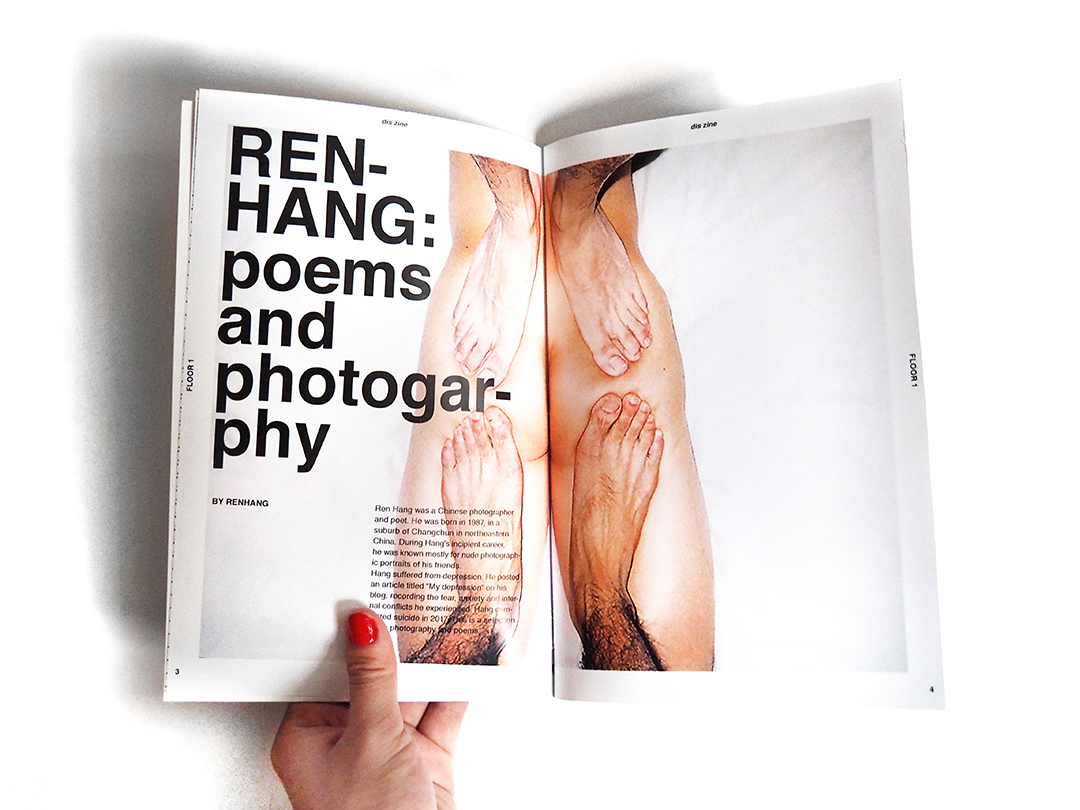 dis zine
REN-
HANG:
poems
and
photogar-
phy
BY RENHANG
Ren Hang was a Chinese photographer
and poet. He was born in 1987, in a
suburb of Changchun in northeastern
China. During Hang's incipient career,
he was known mostly for nude photograph-
ic portraits of his friends.
Hang suffered from depression. He posted
an article titled "My depression" on his
blog, recording the fear, anxiety and inter-
nal conflicts he experienced. Hang com-
suicide in 2017. This is a selection
photography and poems.
FLOOR 1
3
dis zine
FLOOR 1
4